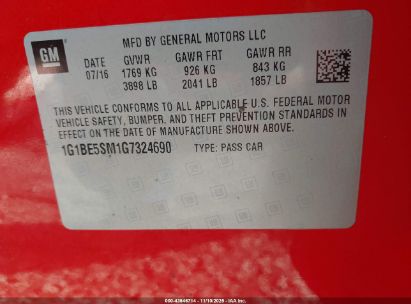 GM
MFD BY GENERAL MOTORS LLC
DATE GVWR GAWR FRT GAWR RR
07/16 1769 KG 926 KG 843 KG
3898 LB 2041 LB 1857 LB
THIS VEHICLE CONFORMS TO ALL APPLICABLE U.S. FEDERAL MOTOR
VEHICLE SAFETY, BUMPER, AND THEFT PREVENTION STANDARDS IN
EFFECT ON THE DATE OF MANUFACTURE SHOWN ABOVE.
1G1BE5SM1G7324690 TYPE: PASS CAR